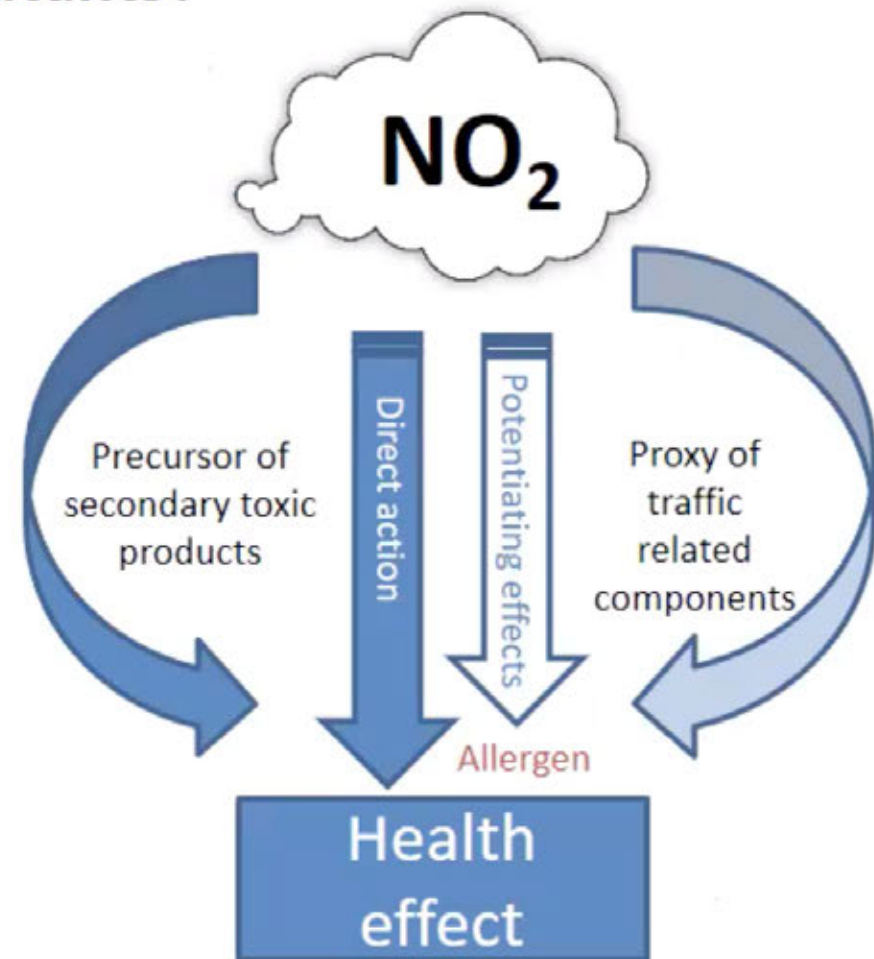 NO₂
Precursor of
secondary toxic
products
Direct action
Potentiating effects
Proxy of
traffic
related
components
Allergen
Health
effect